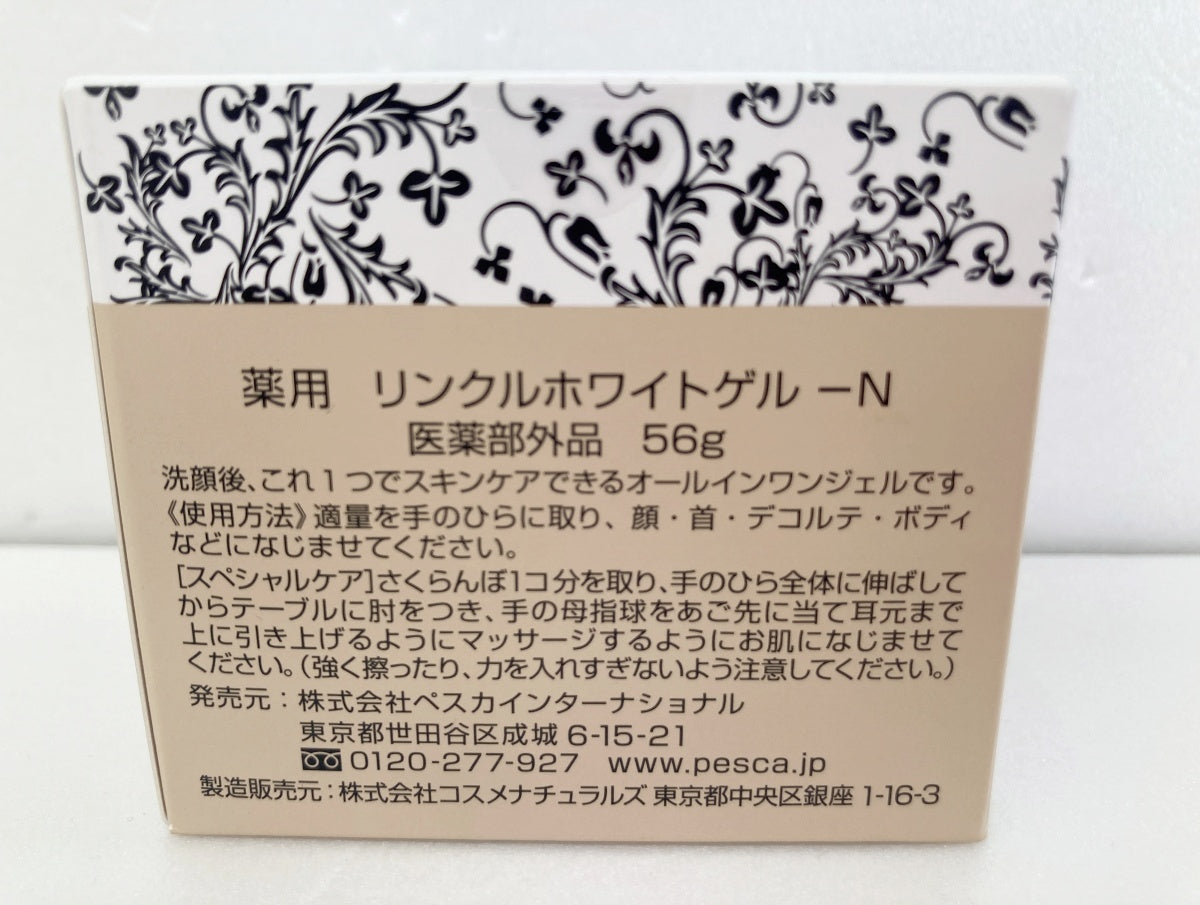 薬用　リンクルホワイトゲル －N
医薬部外品　56g
洗顔後、これ1つでスキンケアできるオールインワンジェルです。
《使用方法》適量を手のひらに取り、顔・首・デコルテ・ボディ
などになじませてください。
[スペシャルケア]さくらんぼ1コ分を取り、手のひら全体に伸ばして
からテーブルに肘をつき、手の母指球をあご先に当て耳元まで
上に引き上げるようにマッサージするようにお肌になじませて
ください。(強く擦ったり、力を入れすぎないよう注意してください。)
発売元：株式会社ペスカインターナショナル
東京都世田谷区成城 6-15-21
0120-277-927　www.pesca.jp
製造販売元：株式会社コスメナチュラルズ 東京都中央区銀座 1-16-3